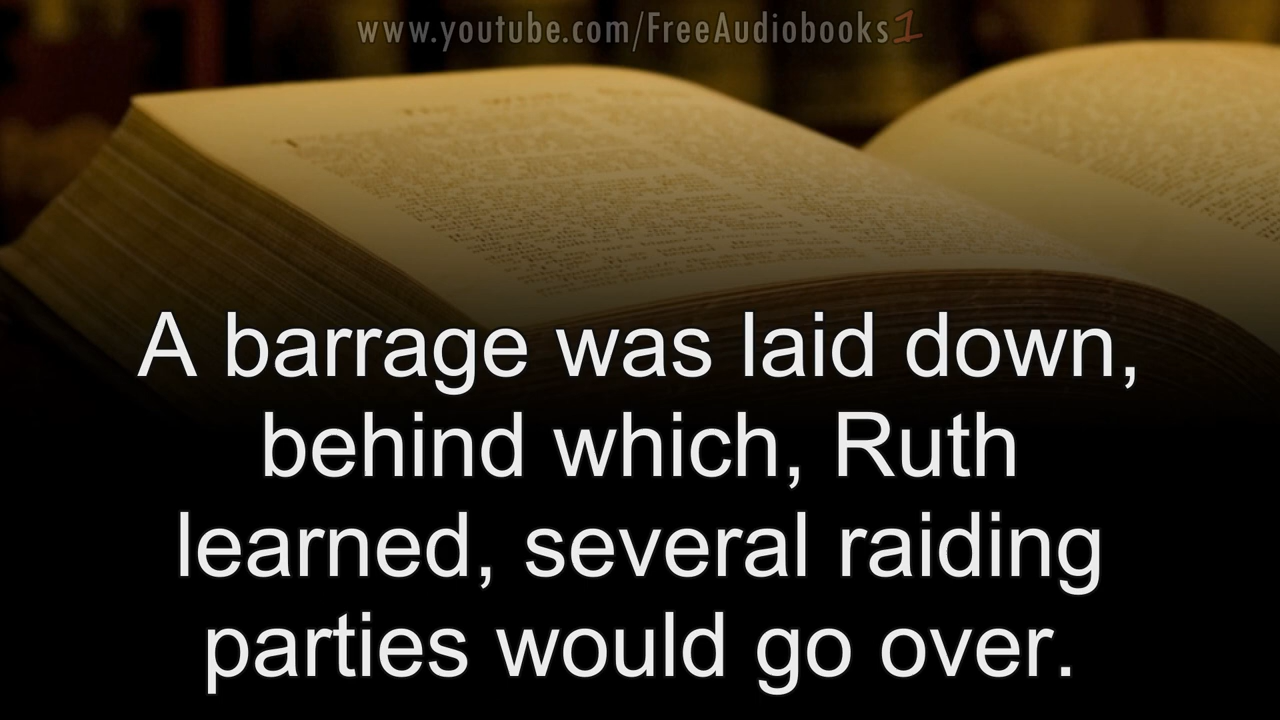 www.youtube.com/FreeAudiobooks1
A barrage was laid down,
behind which, Ruth
learned, several raiding
parties would go over.